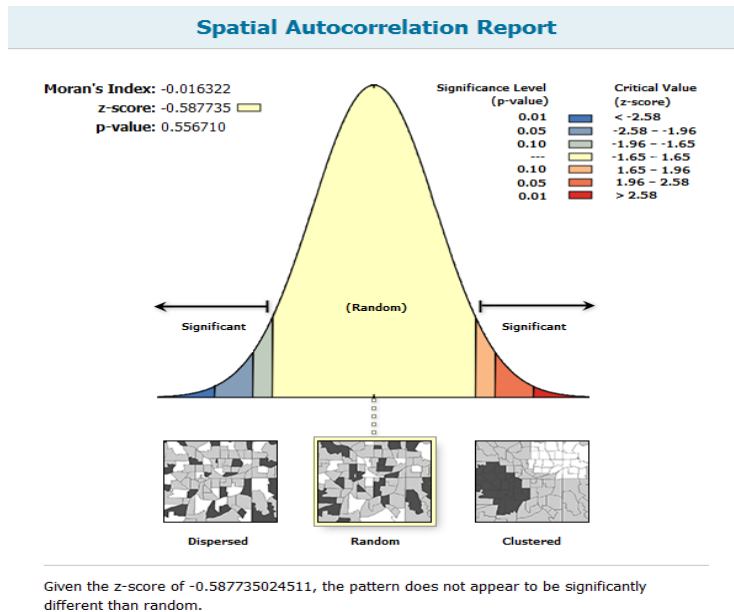 Spatial Autocorrelation Report
Moran's Index: -0.016322
z-score: -0.587735
p-value: 0.556710
Significance Level
(p-value)
Critical Value
(z-score)
0.01 < -2.58
0.05 -2.58 - -1.96
0.10 -1.96 - -1.65
--- -1.65 - 1.65
0.10 1.65 - 1.96
0.05 1.96 - 2.58
0.01 > 2.58
(Random)
Significant
Significant
Dispersed
Random
Clustered
Given the z-score of -0.587735024511, the pattern does not appear to be significantly
different than random.